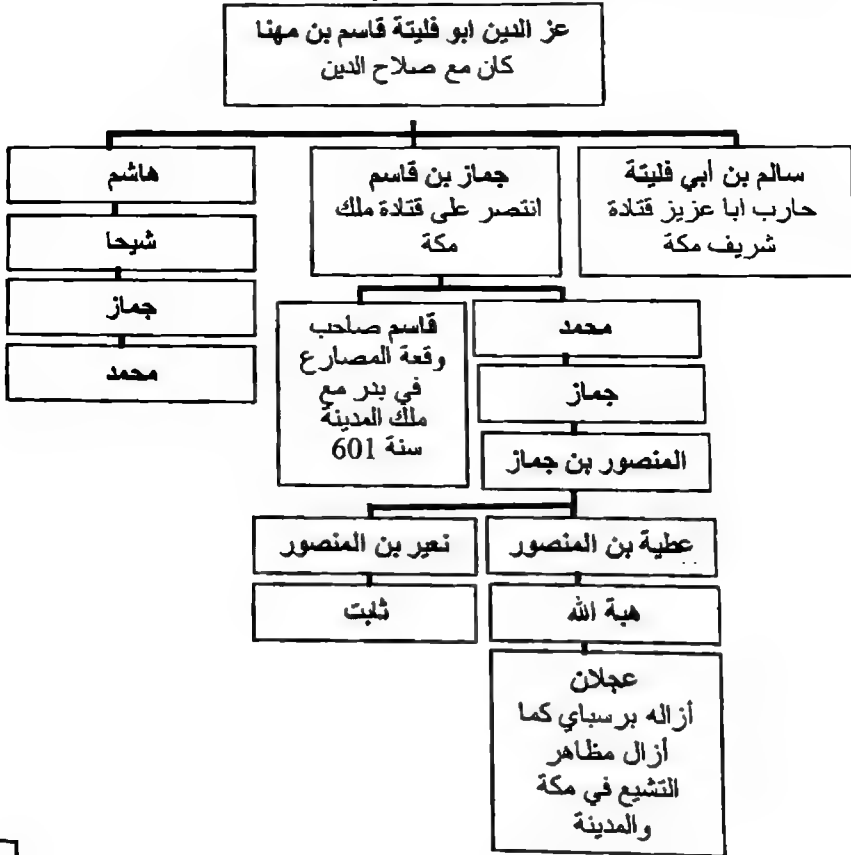 عز الدين ابو فليتة قاسم بن مهنا
كان مع صلاح الدين
سالم بن أبي فليتة
حارب ابا عزيز قتادة
شريف مكة
جماز بن قاسم
انتصر على قتادة ملك
مكة
هاشم
شيحا
جماز
محمد
محمد
جماز
المنصور بن جماز
قاسم صاحب
وقعة المصارع
في بدر مع
ملك المدينة
سنة 601
عطية بن المنصور
هبة الله
عجلان
أزاله برسباي كما
أزال مظاهر
التشيع في مكة
والمدينة
نعير بن المنصور
ثابت